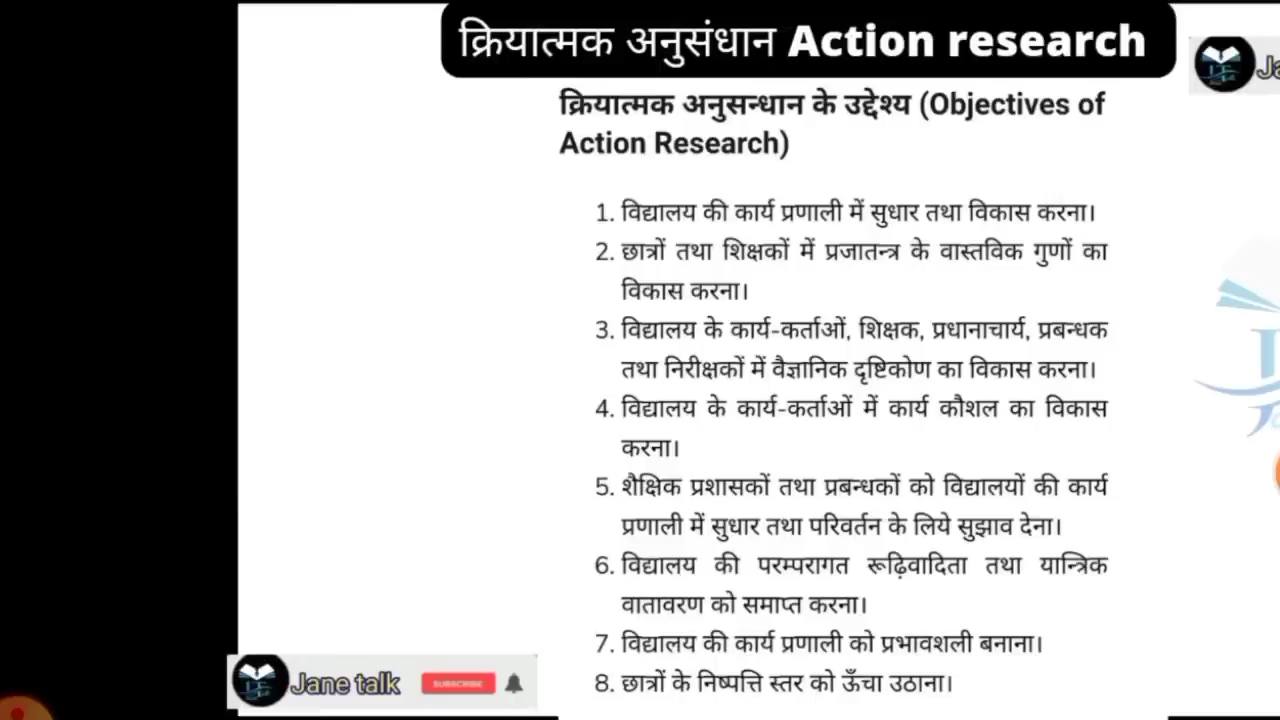 क्रियात्मक अनुसंधान Action research
क्रियात्मक अनुसन्धान के उद्देश्य (Objectives of
Action Research)
1. विद्यालय की कार्य प्रणाली में सुधार तथा विकास करना।
2. छात्रों तथा शिक्षकों में प्रजातन्त्र के वास्तविक गुणों का
विकास करना।
3. विद्यालय के कार्य-कर्ताओं, शिक्षक, प्रधानाचार्य, प्रबन्धक
तथा निरीक्षकों में वैज्ञानिक दृष्टिकोण का विकास करना।
4. विद्यालय के कार्य-कर्ताओं में कार्य कौशल का विकास
करना।
5. शैक्षिक प्रशासकों तथा प्रबन्धकों को विद्यालयों की कार्य
प्रणाली में सुधार तथा परिवर्तन के लिये सुझाव देना।
6. विद्यालय की परम्परागत रूढ़िवादिता तथा यान्त्रिक
वातावरण को समाप्त करना।
7. विद्यालय की कार्य प्रणाली को प्रभावशली बनाना।
8. छात्रों के निष्पत्ति स्तर को ऊँचा उठाना।
Jane talk
SUBSCRIBE